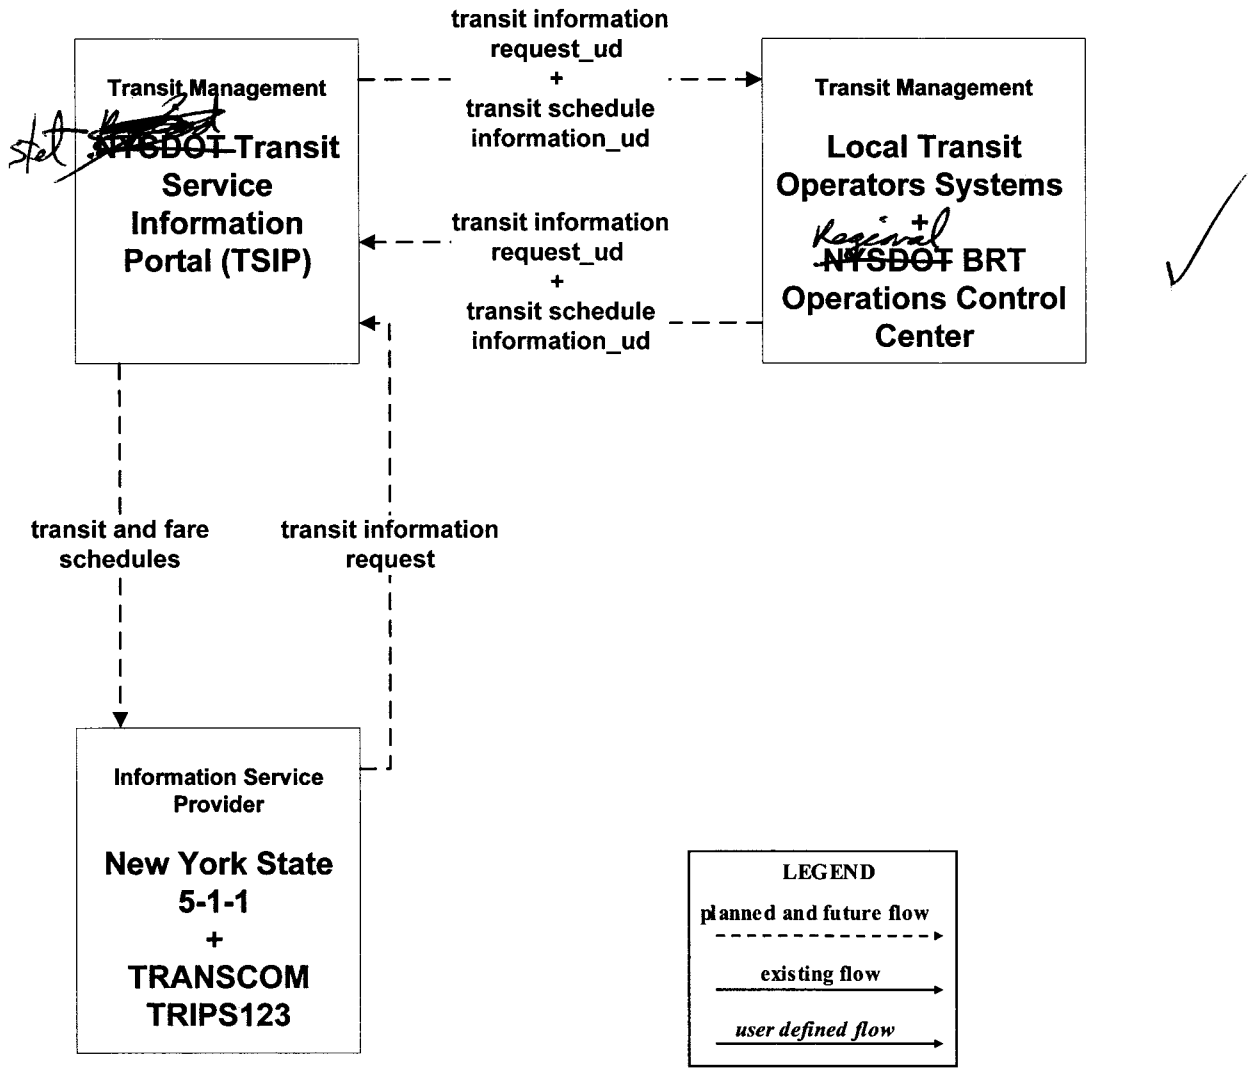 transit information
request_ud
+
transit schedule
information_ud
Transit Management
stet NYSDOT Transit
Service
Information
Portal (TSIP)
Transit Management
Local Transit
Operators Systems
+
Regional
NYSDOT BRT
Operations Control
Center
transit information
request_ud
+
transit schedule
information_ud
transit and fare
schedules
transit information
request
Information Service
Provider
New York State
5-1-1
+
TRANSCOM
TRIPS123
LEGEND
planned and future flow
existing flow
user defined flow